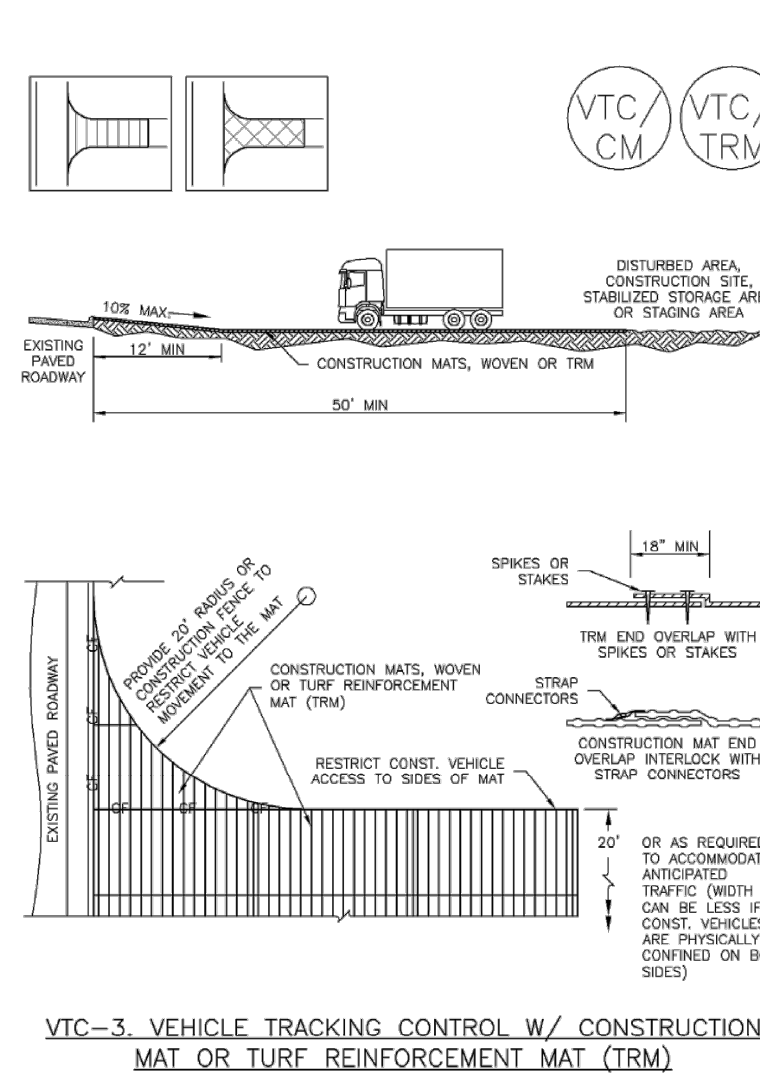 VTC/
CM
VTC/
TRM
DISTURBED AREA,
CONSTRUCTION SITE,
STABILIZED STORAGE ARE
OR STAGING AREA
10% MAX.
EXISTING
PAVED
ROADWAY
12' MIN
CONSTRUCTION MATS, WOVEN OR TRM
50' MIN
18" MIN
SPIKES OR
STAKES
TRM END OVERLAP WITH
SPIKES OR STAKES
PROVIDE 20' RADIUS OR
CONSTRUCTION FENCE TO
RESTRICT VEHICLE
MOVEMENT TO THE MAT
CONSTRUCTION MATS, WOVEN
OR TURF REINFORCEMENT
MAT (TRM)
STRAP
CONNECTORS
CONSTRUCTION MAT END
OVERLAP INTERLOCK WITH
STRAP CONNECTORS
RESTRICT CONST. VEHICLE
ACCESS TO SIDES OF MAT
EXISTING PAVED ROADWAY
CF
CF
CF
CF
CF
CF
20'
OR AS REQUIRED
TO ACCOMMODAT
ANTICIPATED
TRAFFIC (WIDTH
CAN BE LESS IF
CONST. VEHICLES
ARE PHYSICALLY
CONFINED ON BO
SIDES)
VTC-3. VEHICLE TRACKING CONTROL W/ CONSTRUCTION
MAT OR TURF REINFORCEMENT MAT (TRM)